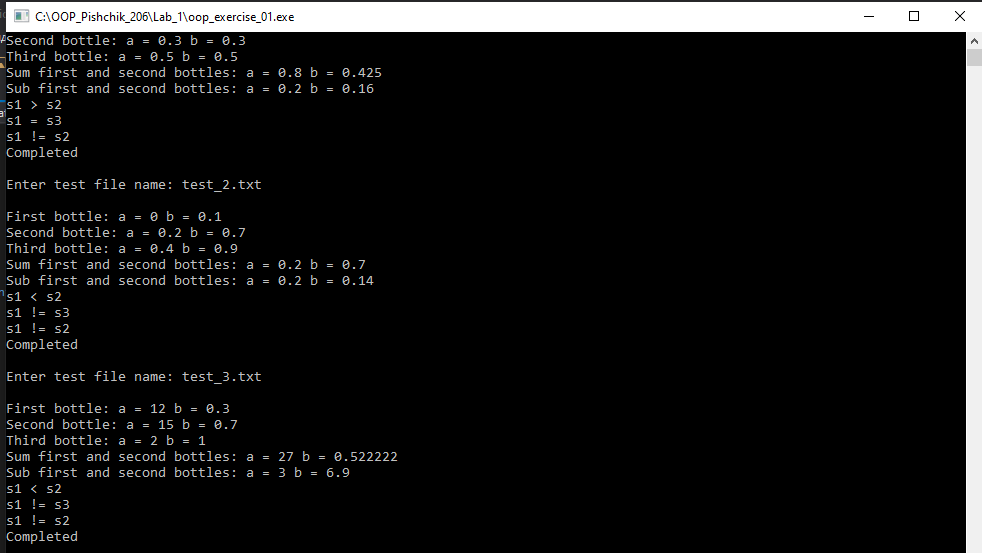 C:\OOP_Pishchik_206\Lab_1\oop_exercise_01.exe
Second bottle: a = 0.3 b = 0.3
Third bottle: a = 0.5 b = 0.5
Sum first and second bottles: a = 0.8 b = 0.425
Sub first and second bottles: a = 0.2 b = 0.16
s1 > s2
s1 = s3
s1 != s2
Completed
Enter test file name: test_2.txt
First bottle: a = 0 b = 0.1
Second bottle: a = 0.2 b = 0.7
Third bottle: a = 0.4 b = 0.9
Sum first and second bottles: a = 0.2 b = 0.7
Sub first and second bottles: a = 0.2 b = 0.14
s1 < s2
s1 != s3
s1 != s2
Completed
Enter test file name: test_3.txt
First bottle: a = 12 b = 0.3
Second bottle: a = 15 b = 0.7
Third bottle: a = 2 b = 1
Sum first and second bottles: a = 27 b = 0.522222
Sub first and second bottles: a = 3 b = 6.9
s1 < s2
s1 != s3
s1 != s2
Completed